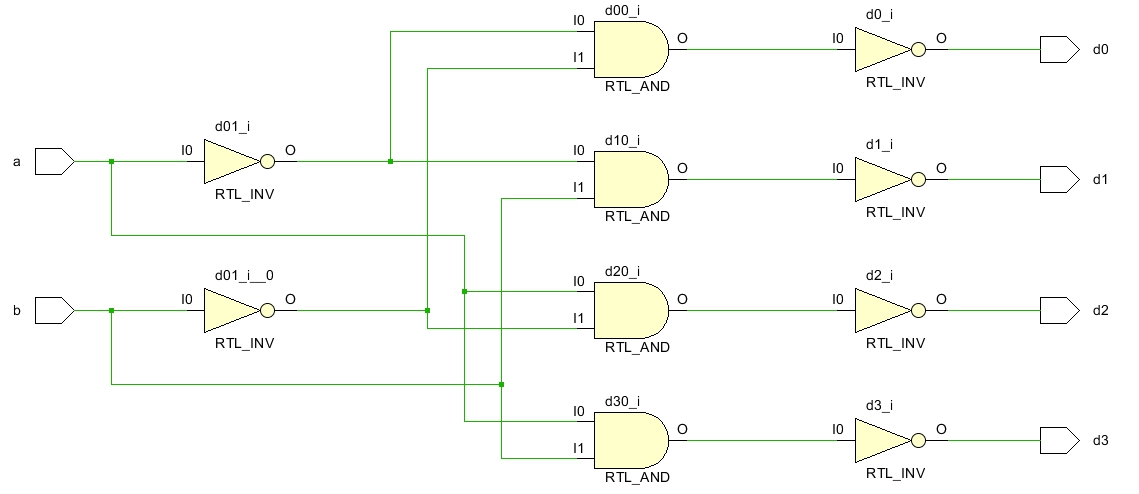 d00_i
d0_i
I0
O
I0
O
d0
I1
RTL_INV
RTL_AND
d01_i
d10_i
d1_i
a
I0
O
I0
O
I0
O
d1
I1
RTL_INV
RTL_INV
RTL_AND
d01_i__0
d20_i
d2_i
b
I0
O
I0
O
I0
O
d2
I1
RTL_INV
RTL_AND
RTL_INV
d30_i
d3_i
I0
O
I0
O
d3
I1
RTL_INV
RTL_AND